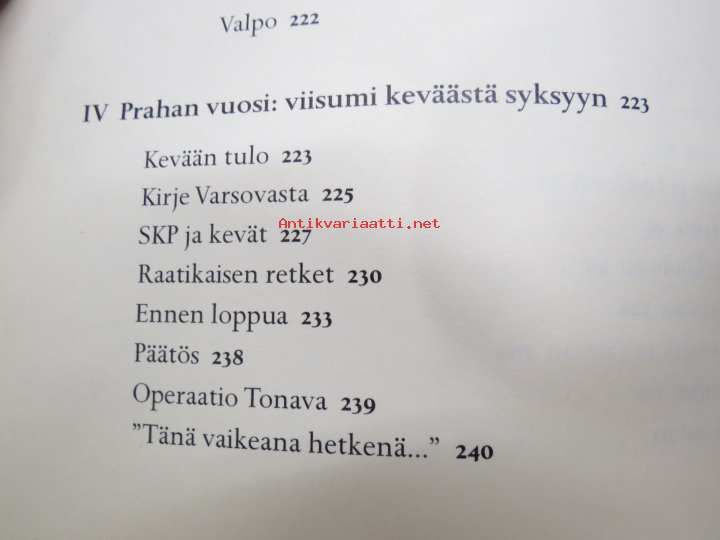 Valpo 222
IV Prahan vuosi: viisumi keväästä syksyyn 223
Kevään tulo 223
Kirje Varsovasta 225
Antikvariaatti.net
SKP ja kevät 227
Raatikaisen retket 230
Ennen loppua 233
Päätös 238
Operaatio Tonava 239
”Tänä vaikeana hetkenä...” 240